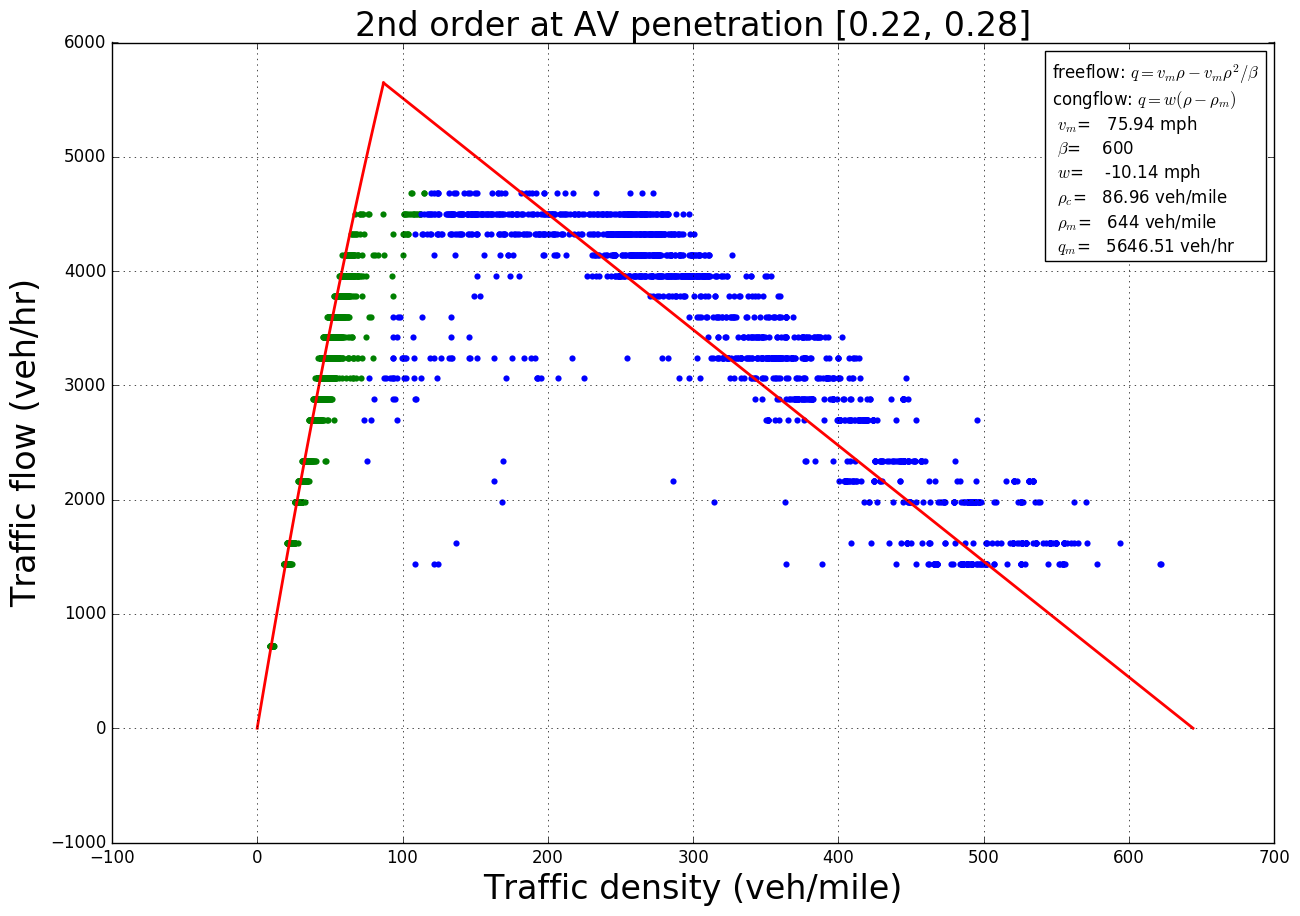 2nd order at AV penetration [0.22, 0.28]
6000
5000
4000
3000
2000
1000
0
−1000
Traffic flow (veh/hr)
freeflow: q = v_m ρ − v_m ρ²/β
congflow: q = w(ρ − ρ_m)
v_m= 75.94 mph
β= 600
w= -10.14 mph
ρ_c= 86.96 veh/mile
ρ_m= 644 veh/mile
q_m= 5646.51 veh/hr
−100 0 100 200 300 400 500 600 700
Traffic density (veh/mile)